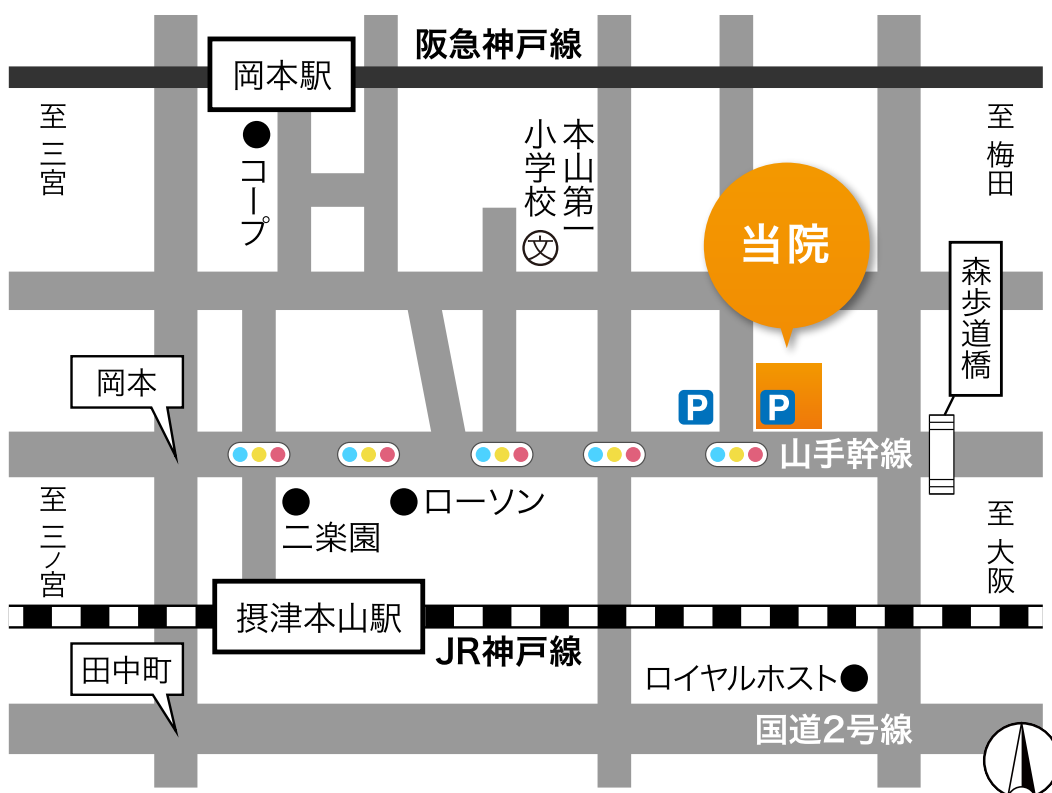 阪急神戸線
岡本駅
至 三宮
至 梅田
コープ
本山第一
小学校
文
当院
森歩道橋
岡本
P
P
山手幹線
ローソン
二楽園
至 三ノ宮
至 大阪
摂津本山駅
JR神戸線
田中町
ロイヤルホスト
国道2号線